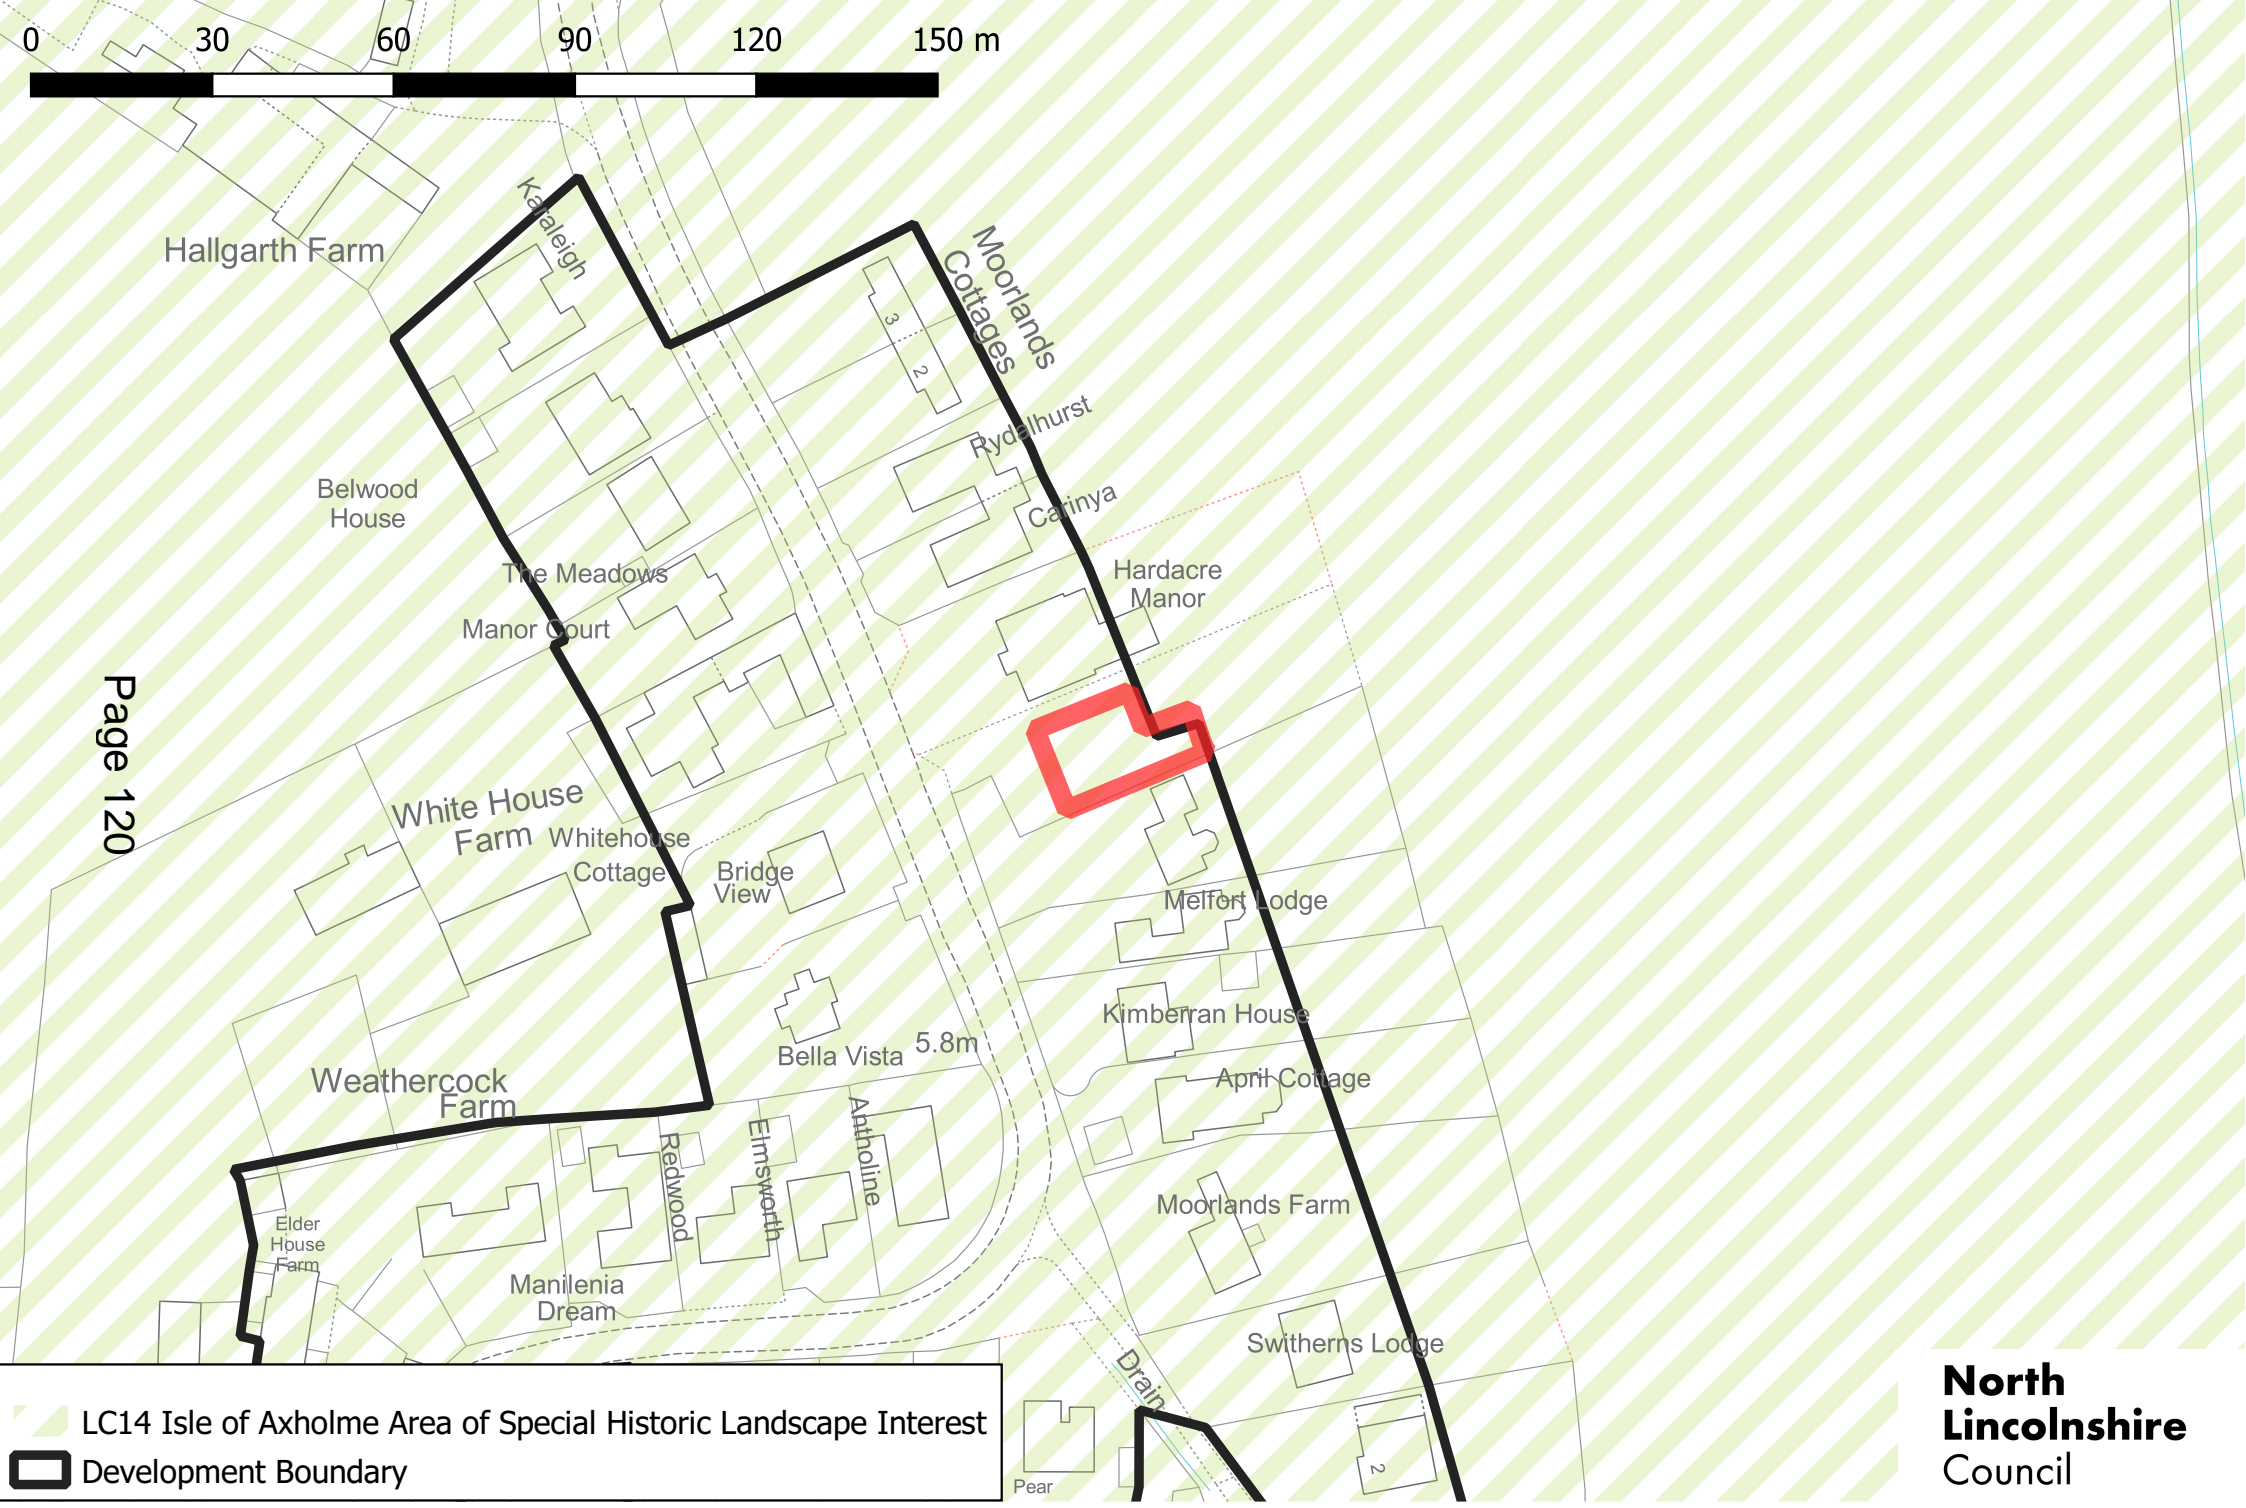 0 30 60 90 120 150 m
Karaleigh
Hallgarth Farm
Moorlands
Cottages
3
2
Rydalhurst
Belwood
House
Carinya
The Meadows
Hardacre
Manor
Manor Court
Page 120
White House
Farm
Whitehouse
Cottage
Bridge
View
Melfort Lodge
Kimberran House
5.8m
Bella Vista
Weathercock
Farm
April Cottage
Antholine
Elmsworth
Redwood
Moorlands Farm
Elder
House
Farm
Manilenia
Dream
Switherns Lodge
Drain
2
Pear
LC14 Isle of Axholme Area of Special Historic Landscape Interest
Development Boundary
North
Lincolnshire
Council